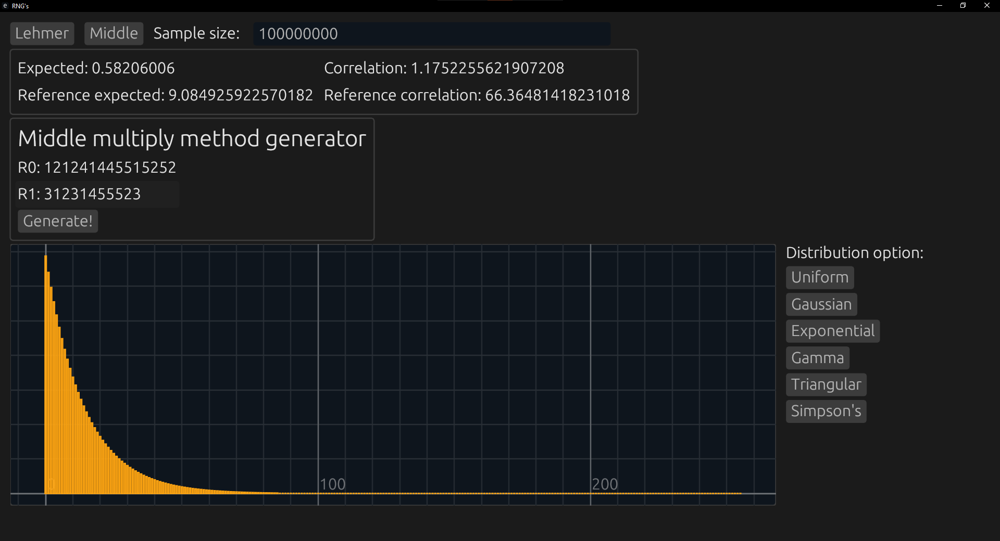 e RNG's
Lehmer Middle Sample size: 100000000
Expected: 0.58206006 Correlation: 1.1752255621907208
Reference expected: 9.084925922570182 Reference correlation: 66.36481418231018
Middle multiply method generator
R0: 121241445515252
R1: 31231455523
Generate!
Distribution option:
Uniform
Gaussian
Exponential
Gamma
Triangular
Simpson's
0 100 200